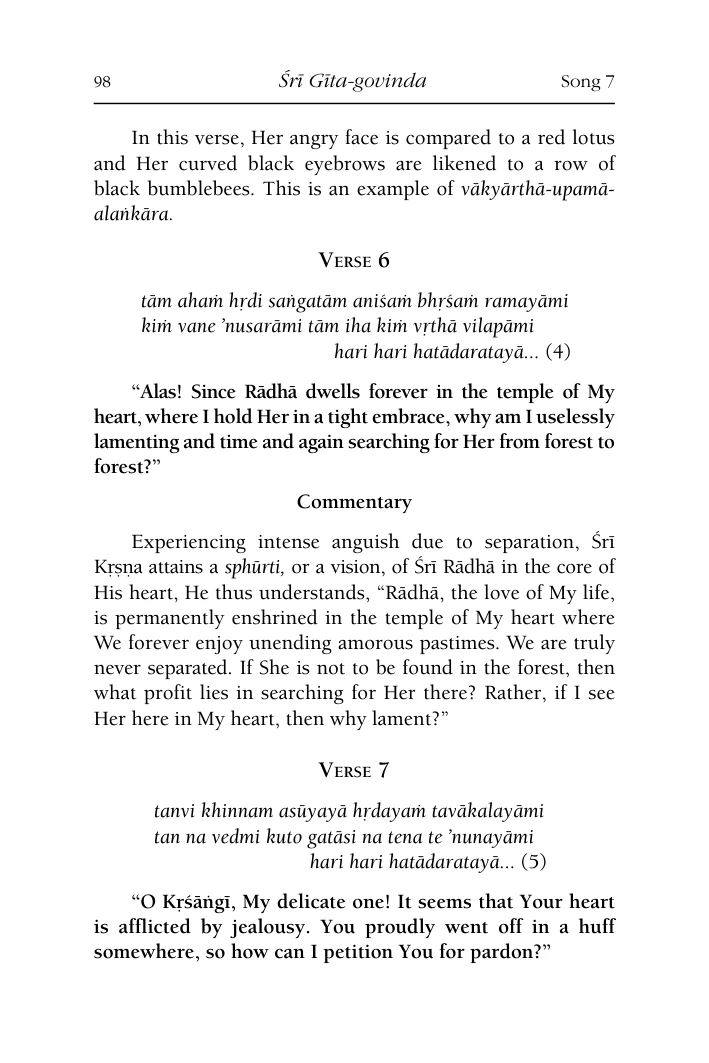 98 Śrī Gīta-govinda Song 7
In this verse, Her angry face is compared to a red lotus
and Her curved black eyebrows are likened to a row of
black bumblebees. This is an example of vākyārthā-upamā-
alaṅkāra.
VERSE 6
tām ahaṁ hṛdi saṅgatām aniśaṁ bhṛśaṁ ramayāmi
kiṁ vane ’nusarāmi tām iha kiṁ vṛthā vilapāmi
hari hari hatādaratayā... (4)
“Alas! Since Rādhā dwells forever in the temple of My
heart, where I hold Her in a tight embrace, why am I uselessly
lamenting and time and again searching for Her from forest to
forest?”
Commentary
Experiencing intense anguish due to separation, Śrī
Kṛṣṇa attains a sphūrti, or a vision, of Śrī Rādhā in the core of
His heart, He thus understands, “Rādhā, the love of My life,
is permanently enshrined in the temple of My heart where
We forever enjoy unending amorous pastimes. We are truly
never separated. If She is not to be found in the forest, then
what profit lies in searching for Her there? Rather, if I see
Her here in My heart, then why lament?”
VERSE 7
tanvi khinnam asūyayā hṛdayaṁ tavākalayāmi
tan na vedmi kuto gatāsi na tena te ’nunayāmi
hari hari hatādaratayā... (5)
“O Kṛśāṅgī, My delicate one! It seems that Your heart
is afflicted by jealousy. You proudly went off in a huff
somewhere, so how can I petition You for pardon?”